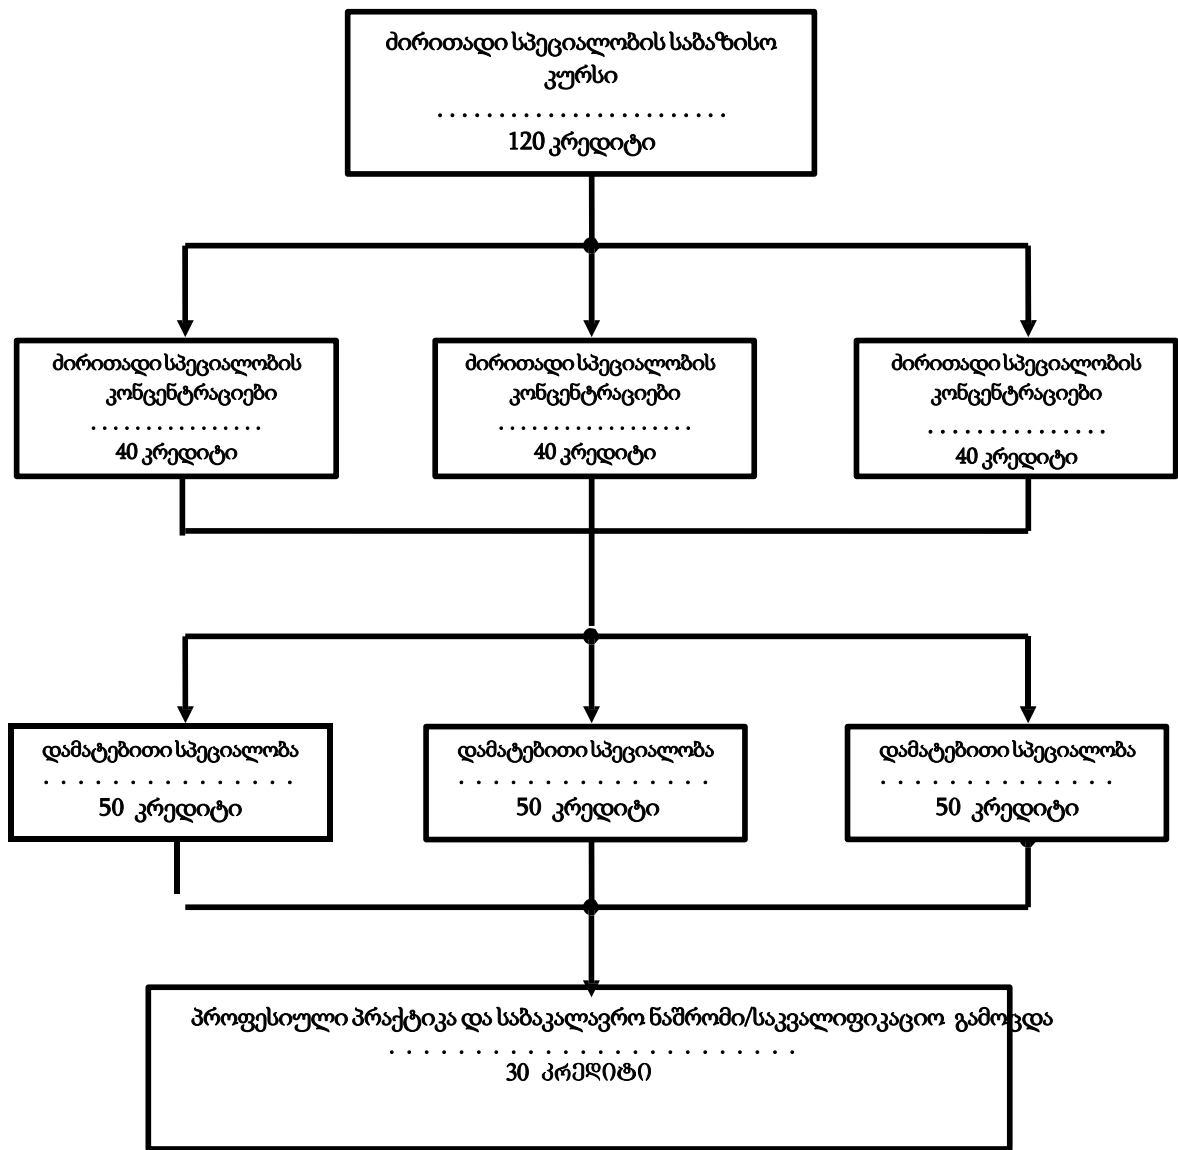 ძირითადი სპეციალობის საბაზისო
კურსი
. . . . . . . . . . . . . . . . . . . . . . . .
120 კრედიტი
ძირითადი სპეციალობის
კონცენტრაციები
. . . . . . . . . . . . . . .
40 კრედიტი
ძირითადი სპეციალობის
კონცენტრაციები
. . . . . . . . . . . . . . . . .
40 კრედიტი
ძირითადი სპეციალობის
კონცენტრაციები
. . . . . . . . . . . . . . .
40 კრედიტი
დამატებითი სპეციალობა
. . . . . . . . . . . . . . .
50 კრედიტი
დამატებითი სპეციალობა
. . . . . . . . . . . . . . .
50 კრედიტი
დამატებითი სპეციალობა
. . . . . . . . . . . . . .
50 კრედიტი
პროფესიული პრაქტიკა და საბაკალავრო ნაშრომი/საკვალიფიკაციო გამოცდა
. . . . . . . . . . . . . . . . . . . . . . . .
30 კრედიტი